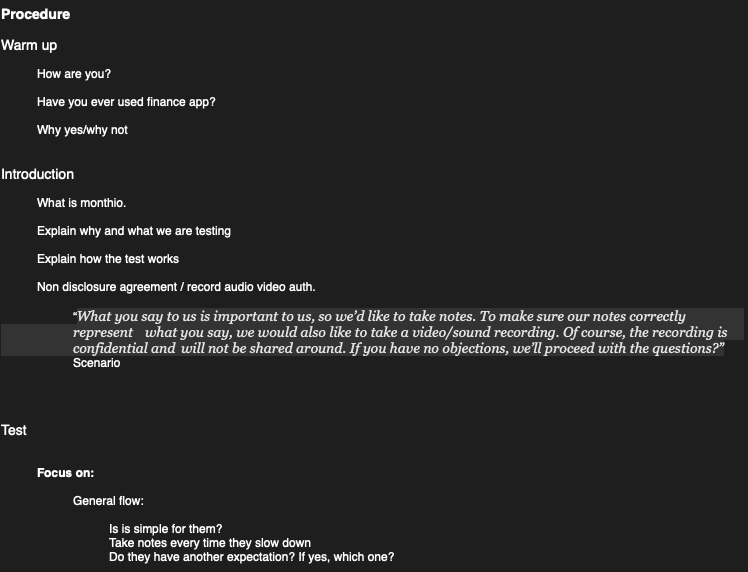 Procedure
Warm up
How are you?
Have you ever used finance app?
Why yes/why not
Introduction
What is monthio.
Explain why and what we are testing
Explain how the test works
Non disclosure agreement / record audio video auth.
“What you say to us is important to us, so we’d like to take notes. To make sure our notes correctly
represent what you say, we would also like to take a video/sound recording. Of course, the recording is
confidential and will not be shared around. If you have no objections, we’ll proceed with the questions?”
Scenario
Test
Focus on:
General flow:
Is is simple for them?
Take notes every time they slow down
Do they have another expectation? If yes, which one?